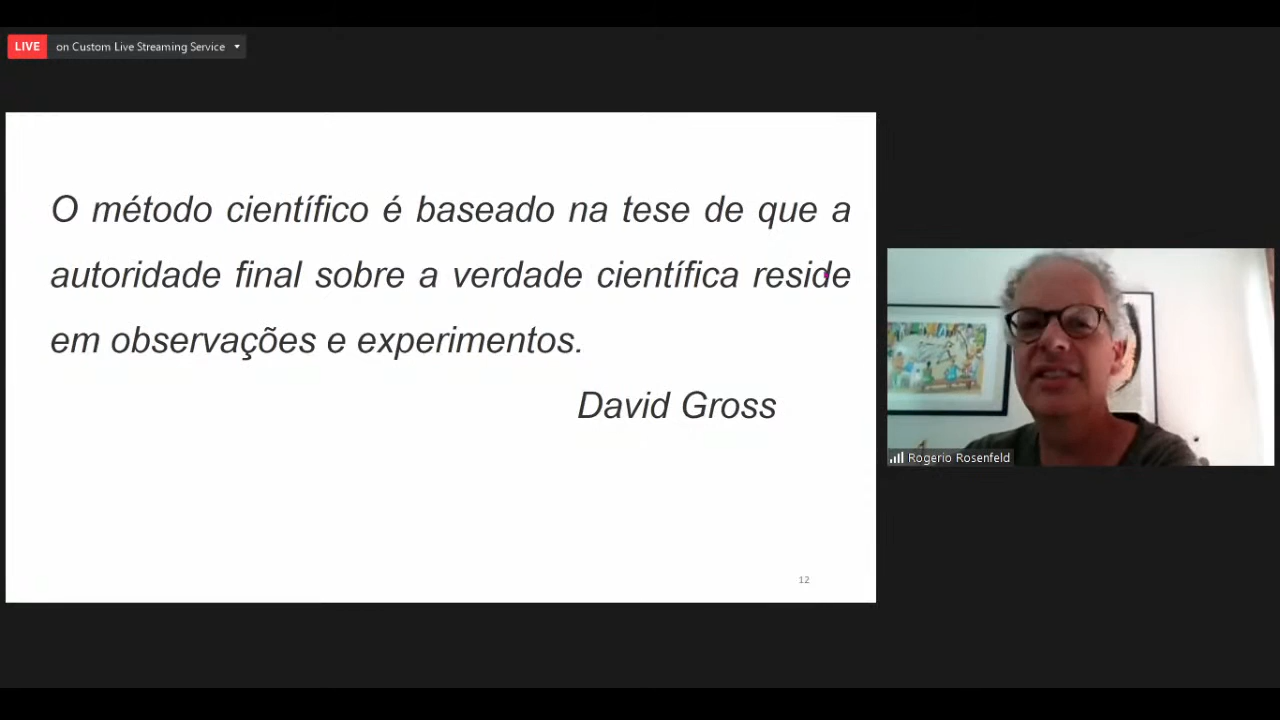 LIVE on Custom Live Streaming Service
O método científico é baseado na tese de que a
autoridade final sobre a verdade científica reside
em observações e experimentos.
David Gross
12
Rogerio Rosenfeld